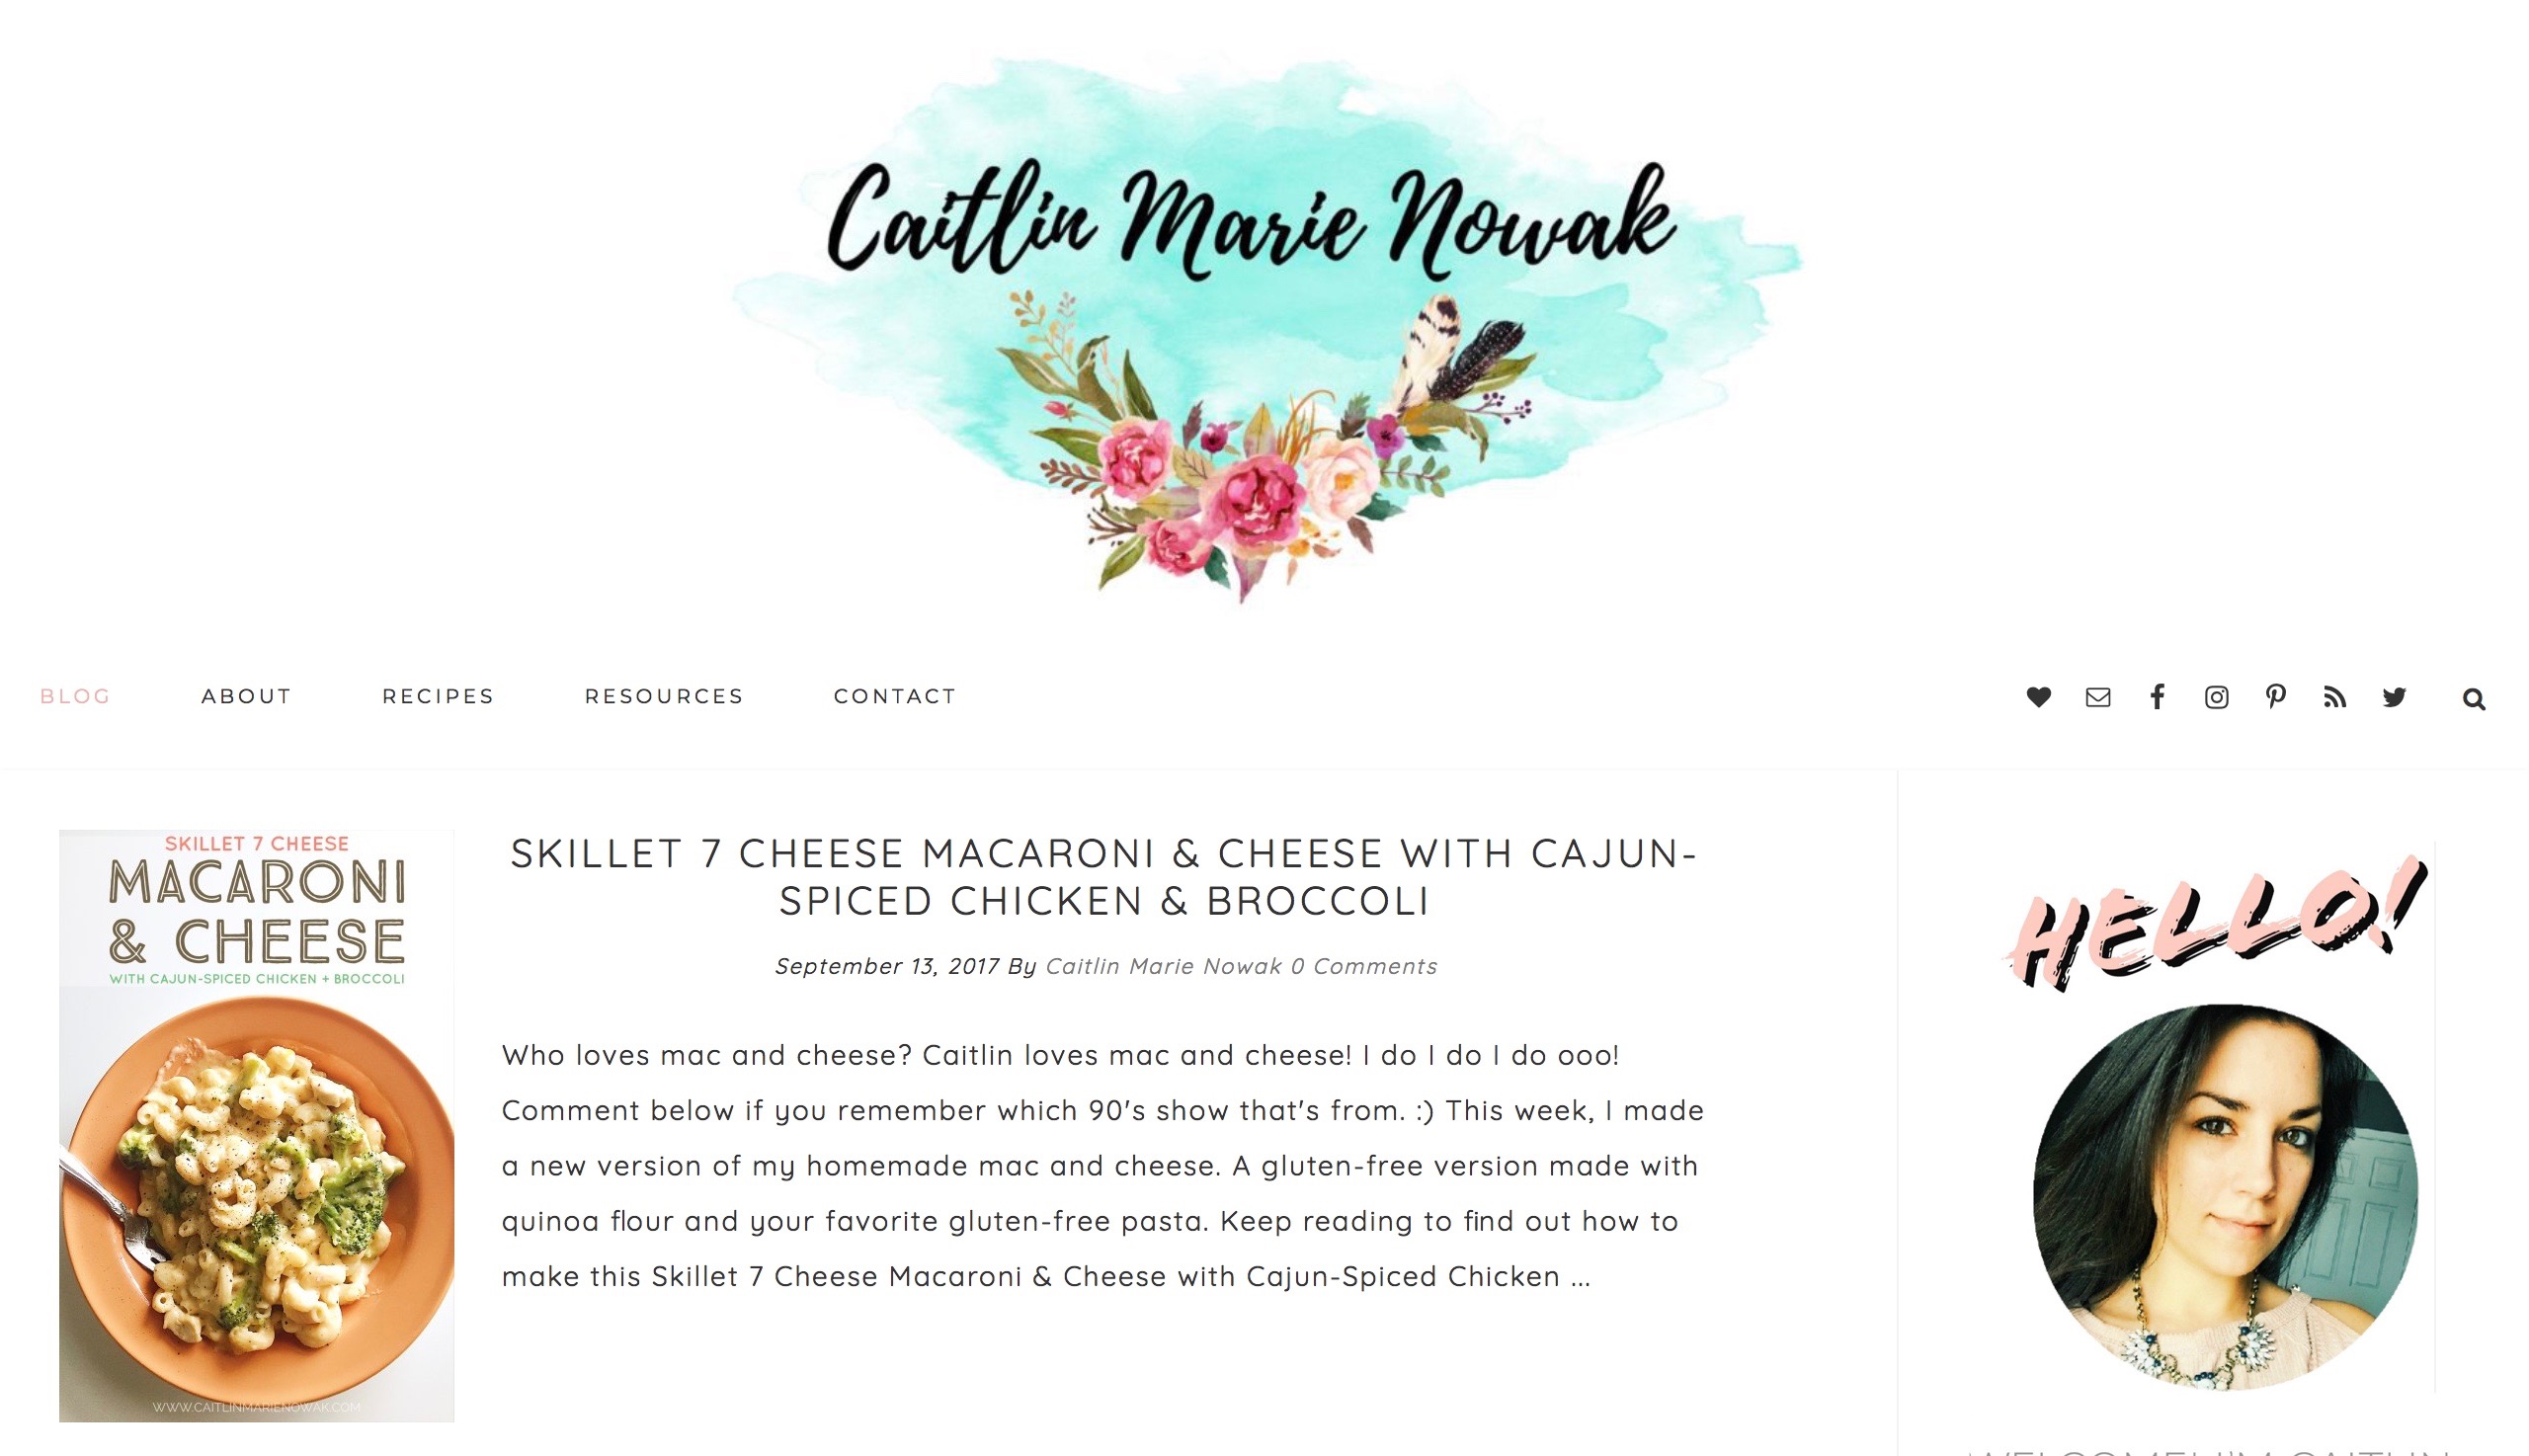 Caitlin Marie Nowak
BLOG ABOUT RECIPES RESOURCES CONTACT
SKILLET 7 CHEESE
MACARONI
& CHEESE
WITH CAJUN-SPICED CHICKEN + BROCCOLI
WWW.CAITLINMARIENOWAK.COM
SKILLET 7 CHEESE MACARONI & CHEESE WITH CAJUN-
SPICED CHICKEN & BROCCOLI
September 13, 2017 By Caitlin Marie Nowak 0 Comments
Who loves mac and cheese? Caitlin loves mac and cheese! I do I do I do ooo!
Comment below if you remember which 90's show that's from. :) This week, I made
a new version of my homemade mac and cheese. A gluten-free version made with
quinoa flour and your favorite gluten-free pasta. Keep reading to find out how to
make this Skillet 7 Cheese Macaroni & Cheese with Cajun-Spiced Chicken ...
HELLO!
WELCOME! I'M CAITLIN